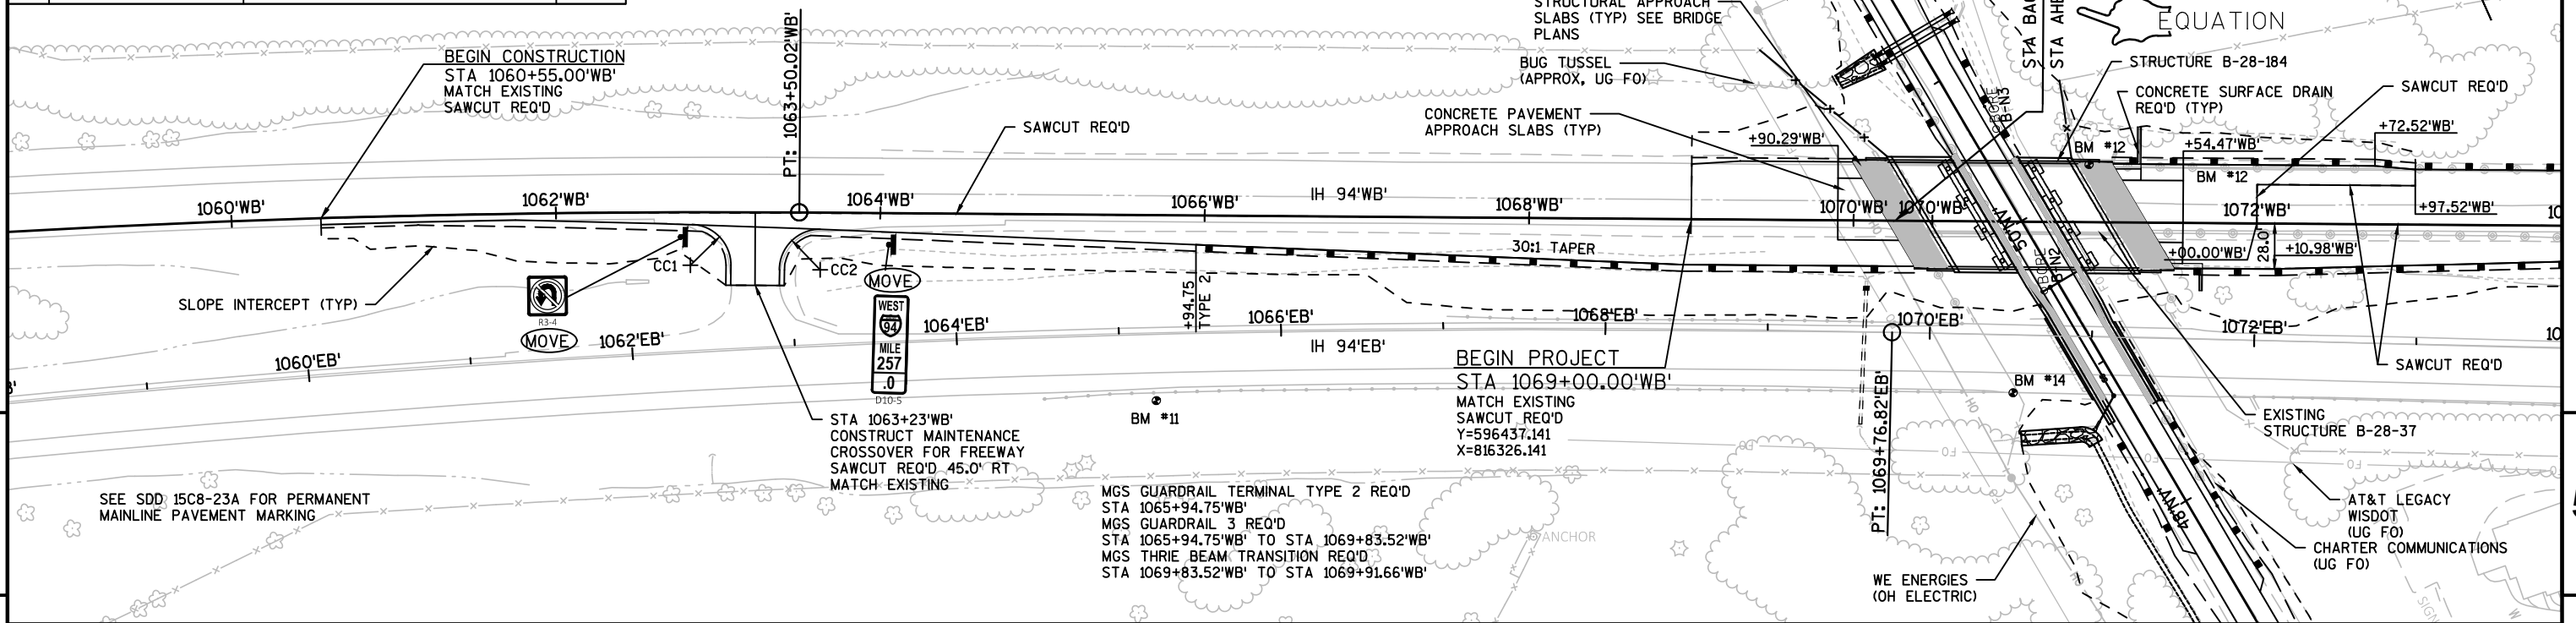 BEGIN CONSTRUCTION
STA 1060+55.00'WB'
MATCH EXISTING
SAWCUT REQ'D
PT: 1063+50.02'WB'
SAWCUT REQ'D
STRUCTURAL APPROACH
SLABS (TYP) SEE BRIDGE
PLANS
BUG TUSSEL
(APPROX, UG FO)
CONCRETE PAVEMENT
APPROACH SLABS (TYP)
+90.29'WB'
EQUATION
STRUCTURE B-28-184
CONCRETE SURFACE DRAIN
REQ'D (TYP)
SAWCUT REQ'D
+72.52'WB'
+54.47'WB'
BM #12
BM #12
+97.52'WB'
1060'WB'
1062'WB'
1064'WB'
1066'WB'
IH 94'WB'
1068'WB'
1070'WB'
1070'WB'
1072'WB'
BORE
B-N3
50'NV'
BORE
B-N2
+00.00'WB'
28.0'
+10.98'WB'
30:1 TAPER
CC1
CC2
MOVE
SLOPE INTERCEPT (TYP)
R3-4
MOVE
WEST
94
MILE
257
.0
D10-5
+94.75
TYPE 2
1060'EB'
1062'EB'
1064'EB'
1066'EB'
IH 94'EB'
1068'EB'
1070'EB'
1072'EB'
BEGIN PROJECT
STA 1069+00.00'WB'
MATCH EXISTING
SAWCUT REQ'D
Y=596437.141
X=816326.141
PT: 1069+76.82'EB'
BM #14
SAWCUT REQ'D
BM #11
STA 1063+23'WB'
CONSTRUCT MAINTENANCE
CROSSOVER FOR FREEWAY
SAWCUT REQ'D 45.0' RT
MATCH EXISTING
EXISTING
STRUCTURE B-28-37
SEE SDD 15C8-23A FOR PERMANENT
MAINLINE PAVEMENT MARKING
MGS GUARDRAIL TERMINAL TYPE 2 REQ'D
STA 1065+94.75'WB'
MGS GUARDRAIL 3 REQ'D
STA 1065+94.75'WB' TO STA 1069+83.52'WB'
MGS THRIE BEAM TRANSITION REQ'D
STA 1069+83.52'WB' TO STA 1069+91.66'WB'
ANCHOR
48'NV'
AT&T LEGACY
WISDOT
(UG FO)
CHARTER COMMUNICATIONS
(UG FO)
WE ENERGIES
(OH ELECTRIC)